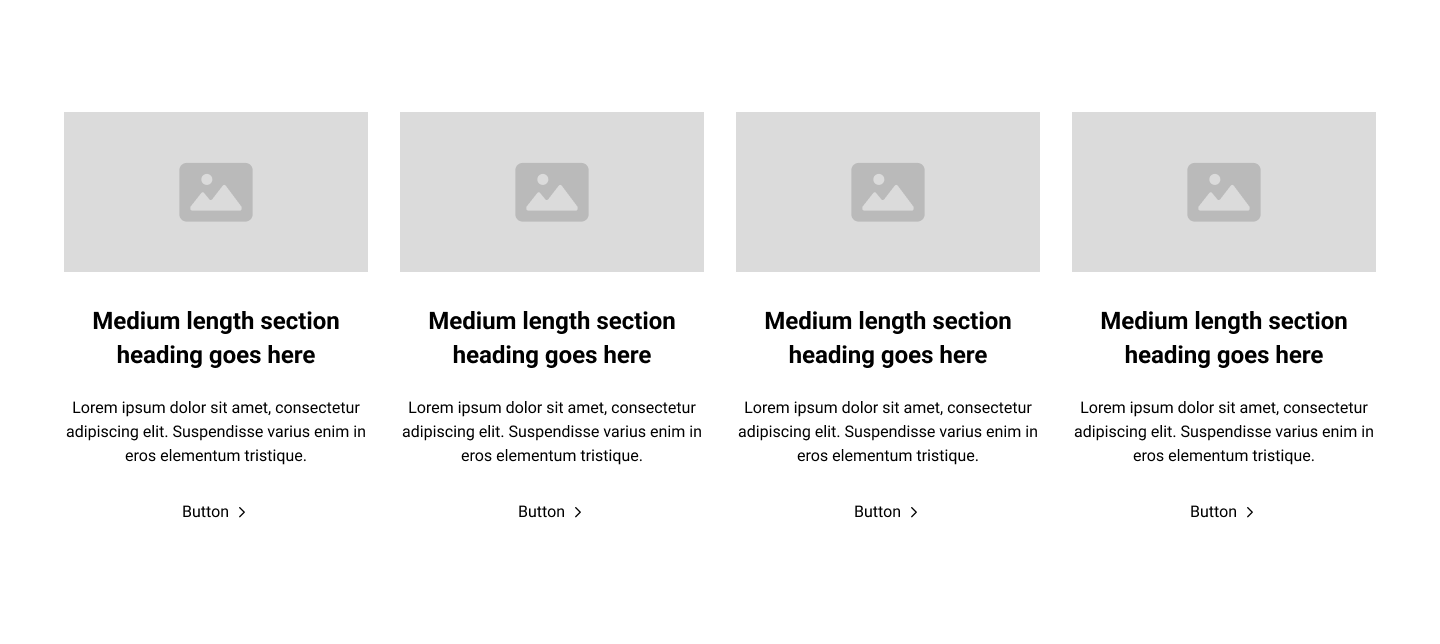 Medium length section
heading goes here
Lorem ipsum dolor sit amet, consectetur
adipiscing elit. Suspendisse varius enim in
eros elementum tristique.
Button
Medium length section
heading goes here
Lorem ipsum dolor sit amet, consectetur
adipiscing elit. Suspendisse varius enim in
eros elementum tristique.
Button
Medium length section
heading goes here
Lorem ipsum dolor sit amet, consectetur
adipiscing elit. Suspendisse varius enim in
eros elementum tristique.
Button
Medium length section
heading goes here
Lorem ipsum dolor sit amet, consectetur
adipiscing elit. Suspendisse varius enim in
eros elementum tristique.
Button